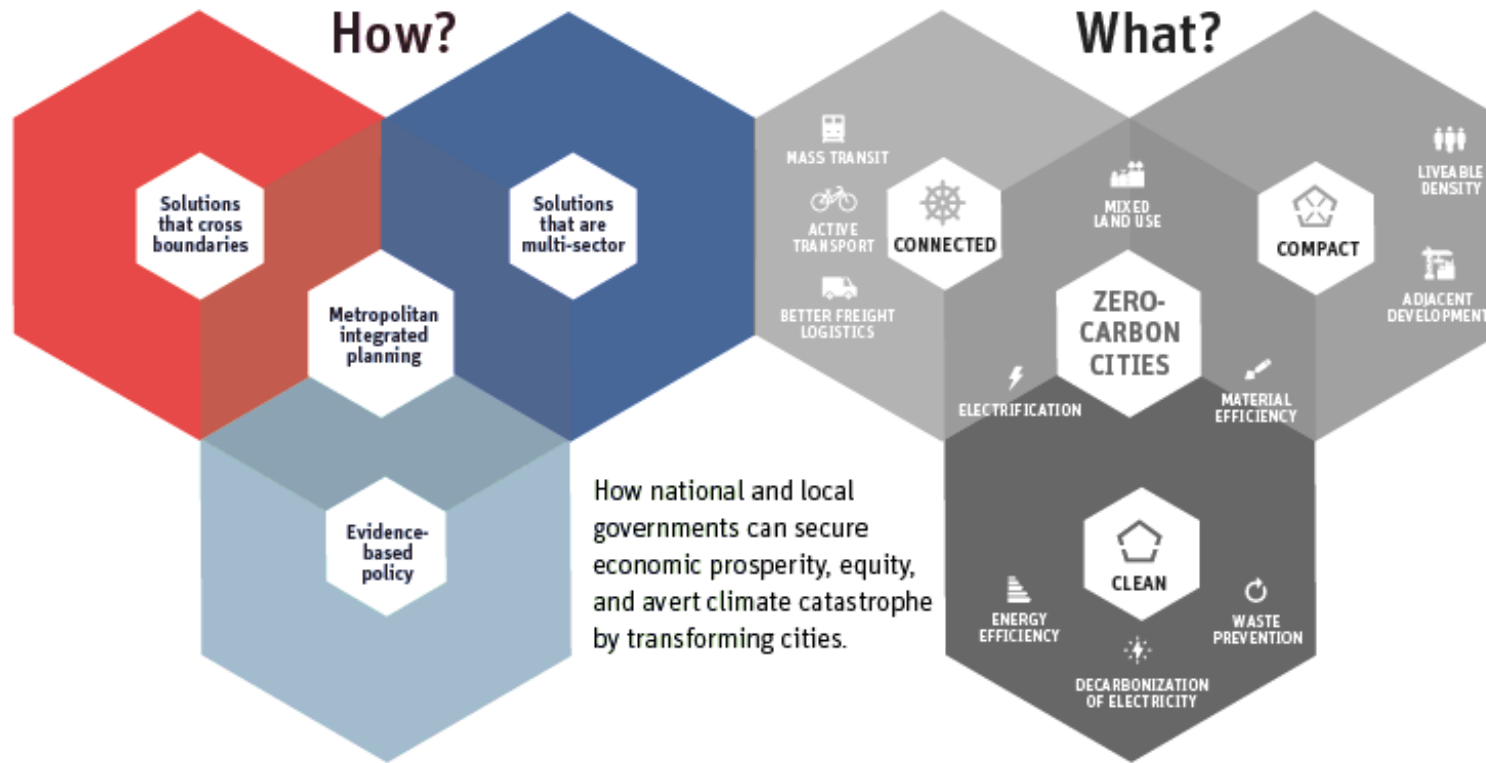 How?
Solutions
that cross
boundaries
Solutions
that are
multi-sector
Metropolitan
integrated
planning
Evidence-
based
policy
How national and local
governments can secure
economic prosperity, equity,
and avert climate catastrophe
by transforming cities.
What?
MASS TRANSIT
ACTIVE
TRANSPORT
BETTER FREIGHT
LOGISTICS
CONNECTED
MIXED
LAND USE
COMPACT
LIVEABLE
DENSITY
ADJACENT
DEVELOPMENT
ZERO-
CARBON
CITIES
ELECTRIFICATION
MATERIAL
EFFICIENCY
CLEAN
ENERGY
EFFICIENCY
WASTE
PREVENTION
DECARBONIZATION
OF ELECTRICITY